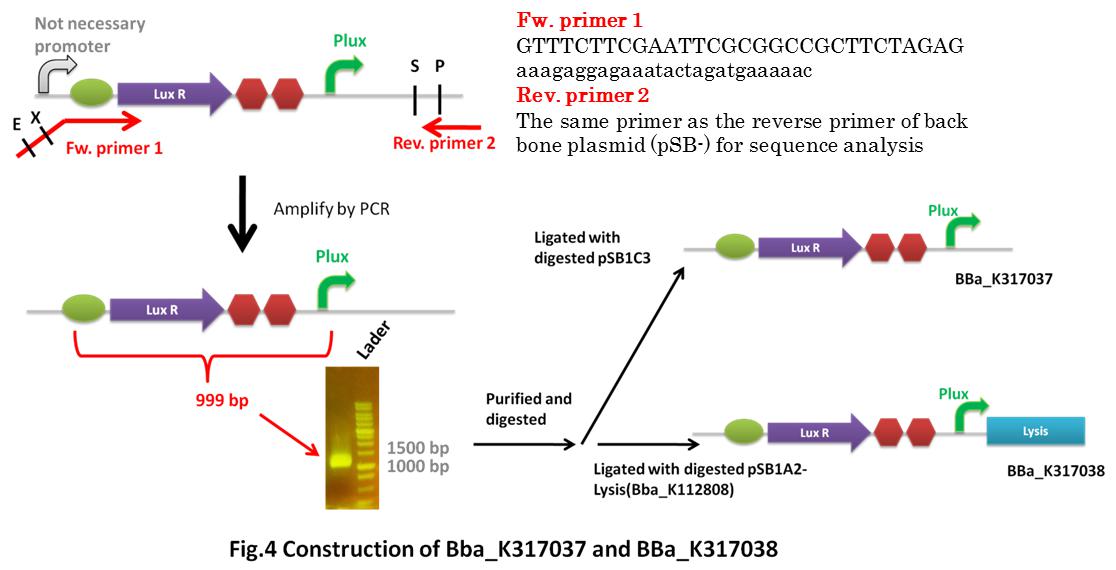 Not necessary
promoter
Plux
S P
Lux R
E X
Fw. primer 1
Rev. primer 2
Fw. primer 1
GTTTCTTCGAATTCGCGGCCGCTTCTAGAG
aaagaggagaaatactagatgaaaaac
Rev. primer 2
The same primer as the reverse primer of back
bone plasmid (pSB-) for sequence analysis
Amplify by PCR
Plux
Lux R
Lader
999 bp
1500 bp
1000 bp
Purified and
digested
Ligated with
digested pSB1C3
Plux
Lux R
BBa_K317037
Plux
Lux R
Lysis
Ligated with digested pSB1A2-
Lysis(Bba_K112808)
BBa_K317038
Fig.4 Construction of Bba_K317037 and BBa_K317038